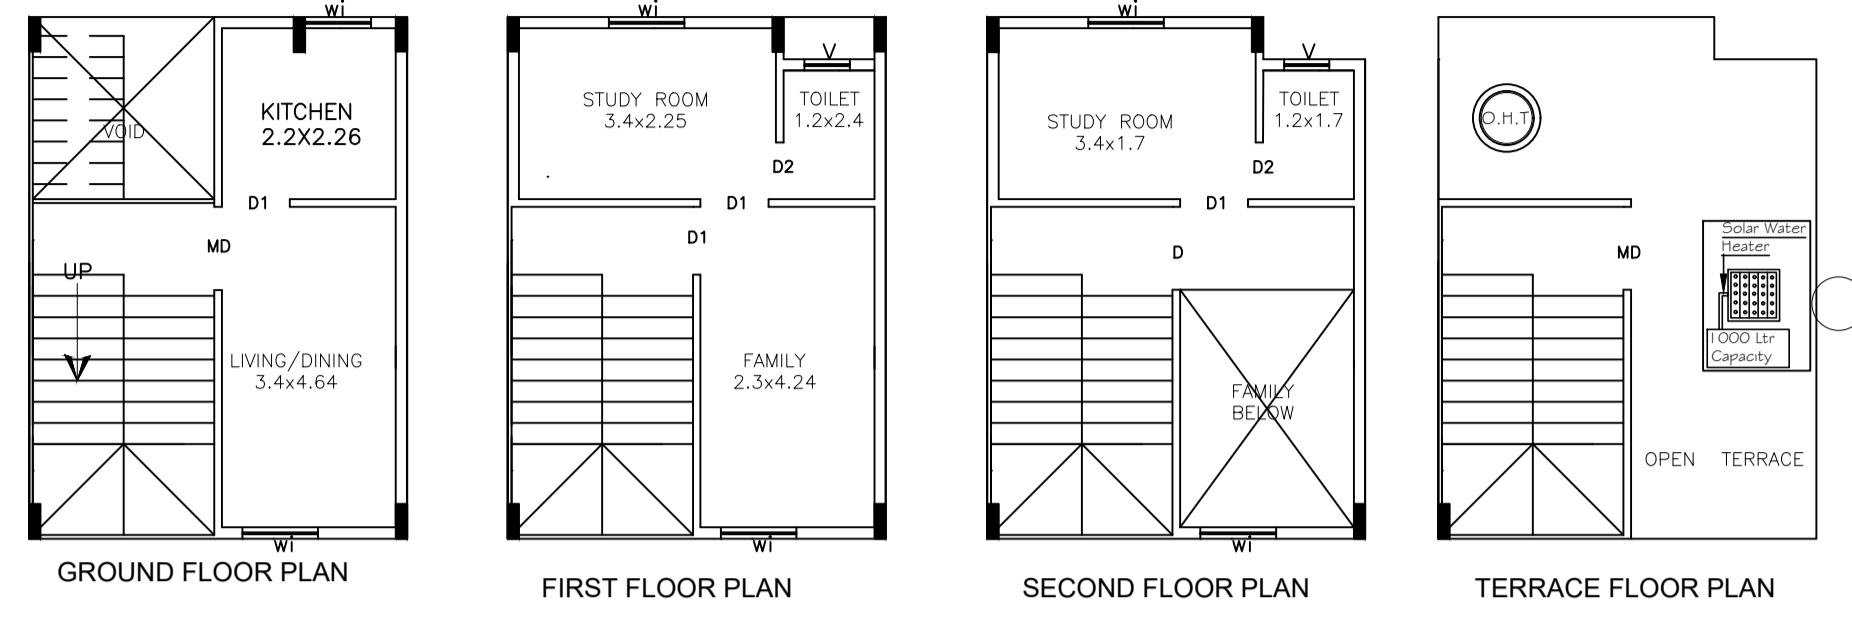 wi
VOID
KITCHEN
2.2X2.26
D1
MD
UP
LIVING/DINING
3.4x4.64
wi
GROUND FLOOR PLAN
wi
V
STUDY ROOM
3.4x2.25
TOILET
1.2x2.4
D2
D1
D1
FAMILY
2.3x4.24
wi
FIRST FLOOR PLAN
wi
V
STUDY ROOM
3.4x1.7
TOILET
1.2x1.7
D2
D1
D
FAMILY
BELOW
wi
SECOND FLOOR PLAN
O.H.T
MD
Solar Water
Heater
1000 Ltr
Capacity
OPEN TERRACE
TERRACE FLOOR PLAN